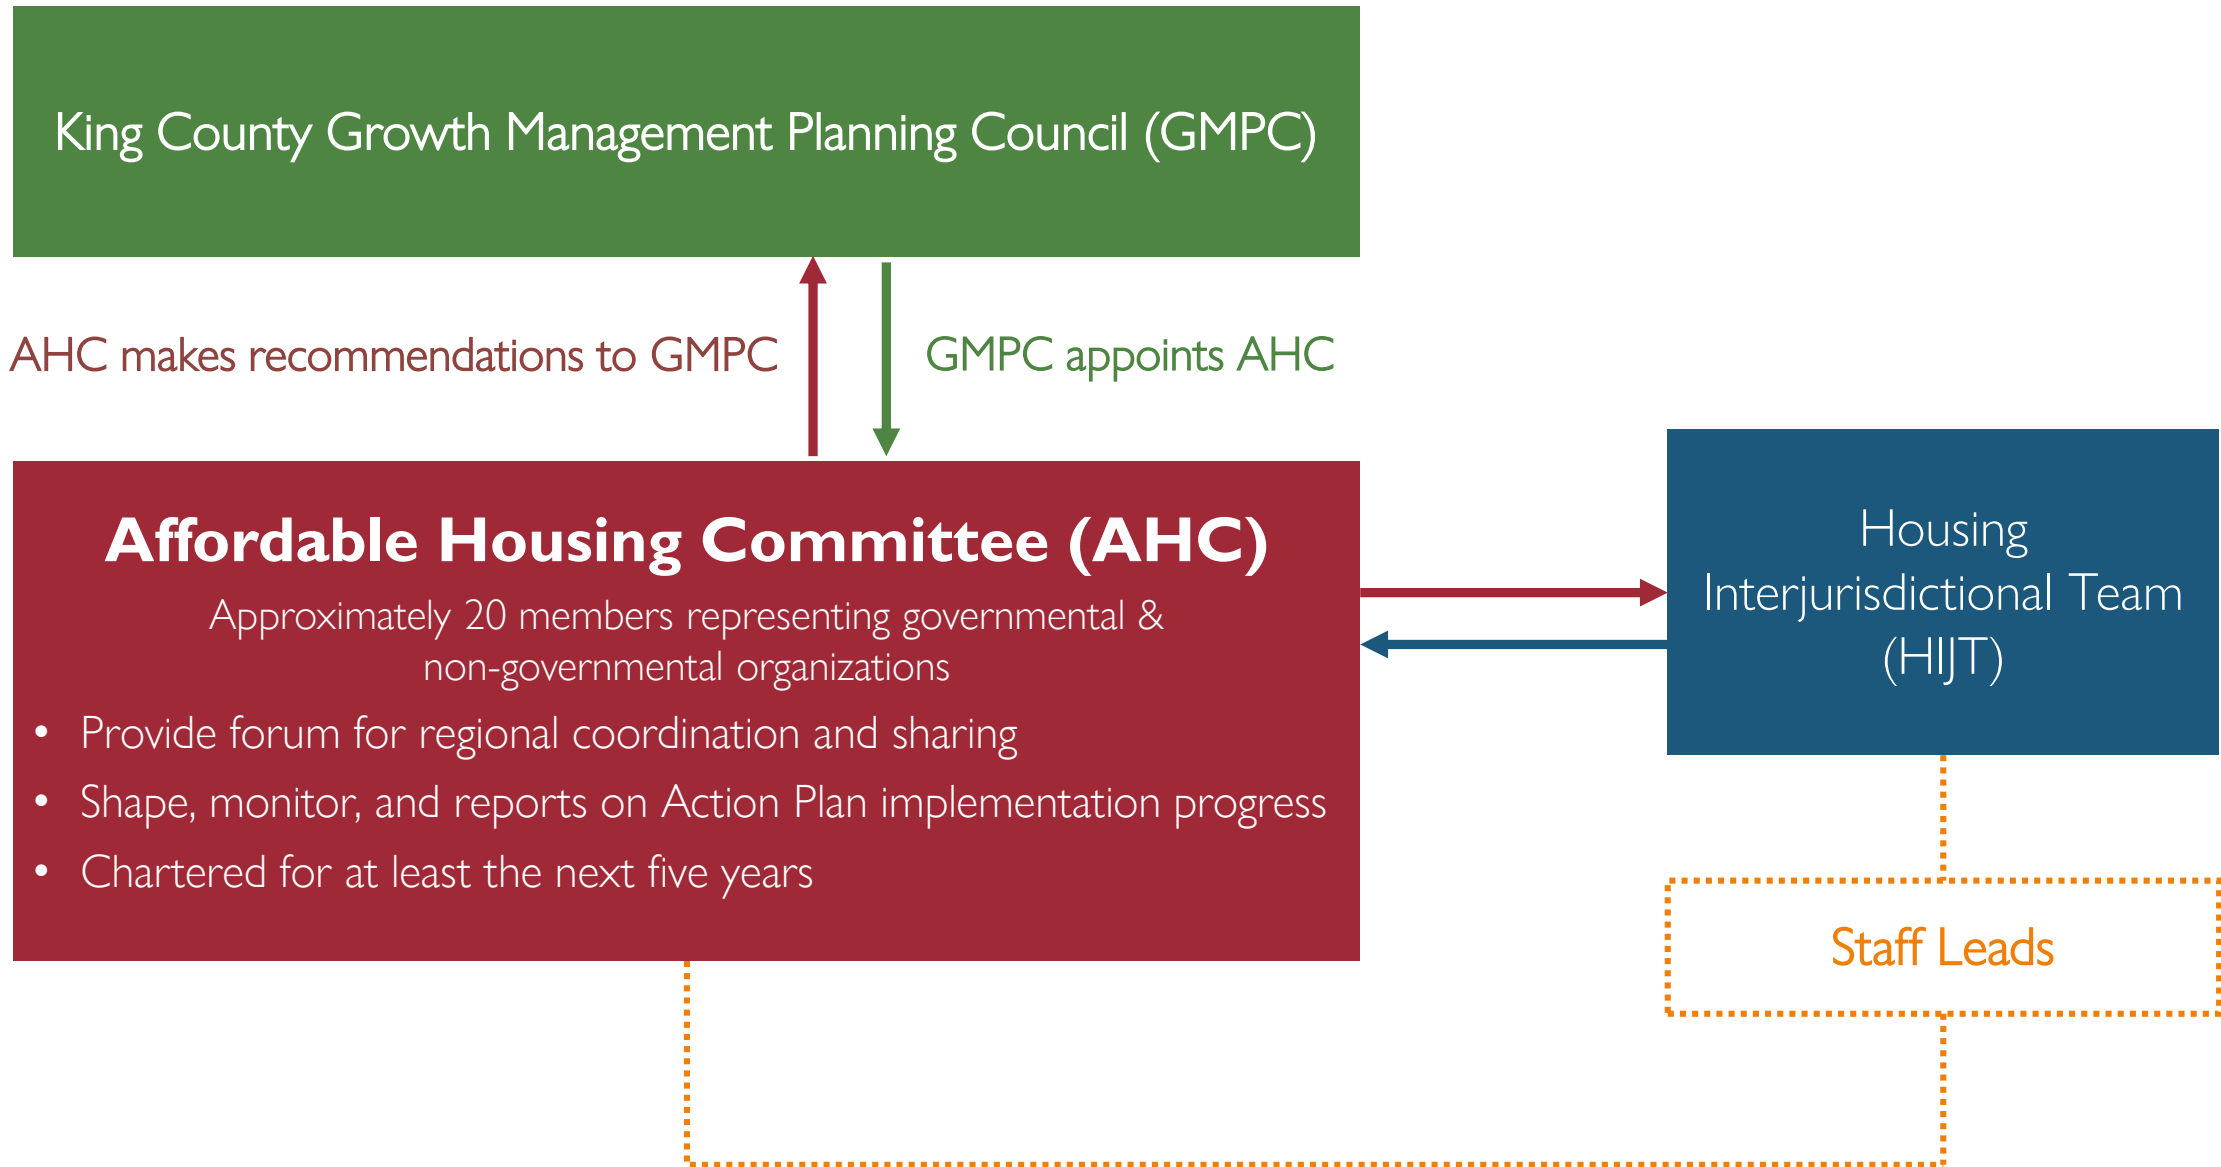 King County Growth Management Planning Council (GMPC)
AHC makes recommendations to GMPC
GMPC appoints AHC
Affordable Housing Committee (AHC)
Approximately 20 members representing governmental &
non-governmental organizations
• Provide forum for regional coordination and sharing
• Shape, monitor, and reports on Action Plan implementation progress
• Chartered for at least the next five years
Housing
Interjurisdictional Team
(HIJT)
Staff Leads